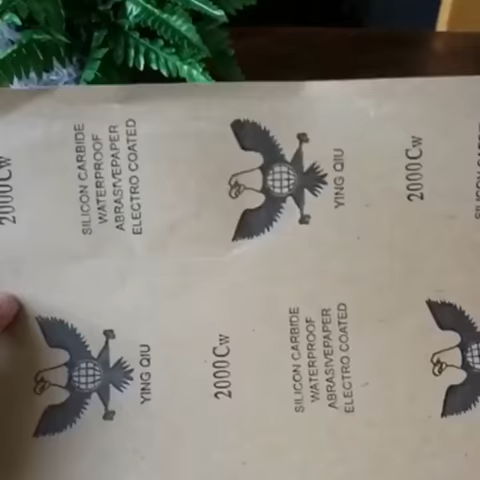 2000Cw
SILICON CARBIDE
WATERPROOF
ABRASIVEPAPER
ELECTRO COATED
YING QIU
2000Cw
YING QIU
2000Cw
SILICON CARBIDE
WATERPROOF
ABRASIVEPAPER
ELECTRO COATED